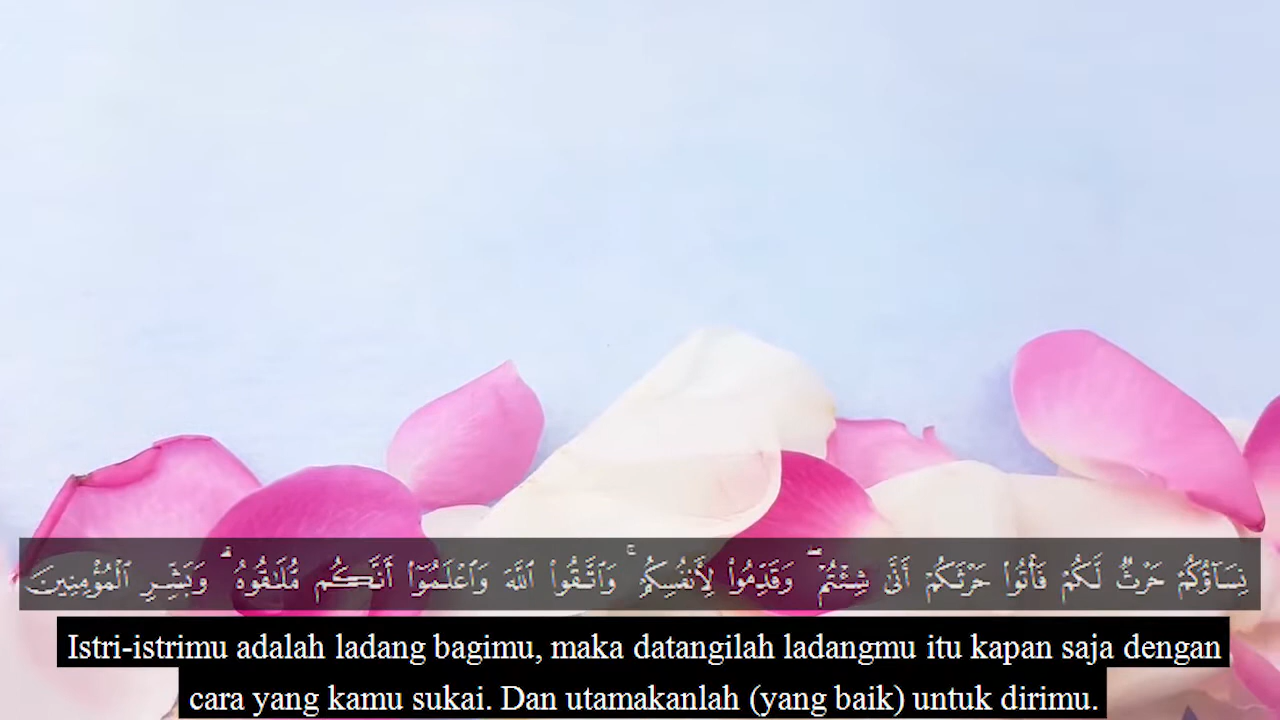 نِسَاؤُكُمْ حَرْثٌ لَّكُمْ فَأْتُوا۟ حَرْثَكُمْ أَنَّىٰ شِئْتُمْ ۖ وَقَدِّمُوا۟ لِأَنفُسِكُمْ ۚ وَٱتَّقُوا۟ ٱللَّهَ وَٱعْلَمُوٓا۟ أَنَّكُم مُّلَـٰقُوهُ ۗ وَبَشِّرِ ٱلْمُؤْمِنِينَ
Istri-istrimu adalah ladang bagimu, maka datangilah ladangmu itu kapan saja dengan
cara yang kamu sukai. Dan utamakanlah (yang baik) untuk dirimu.